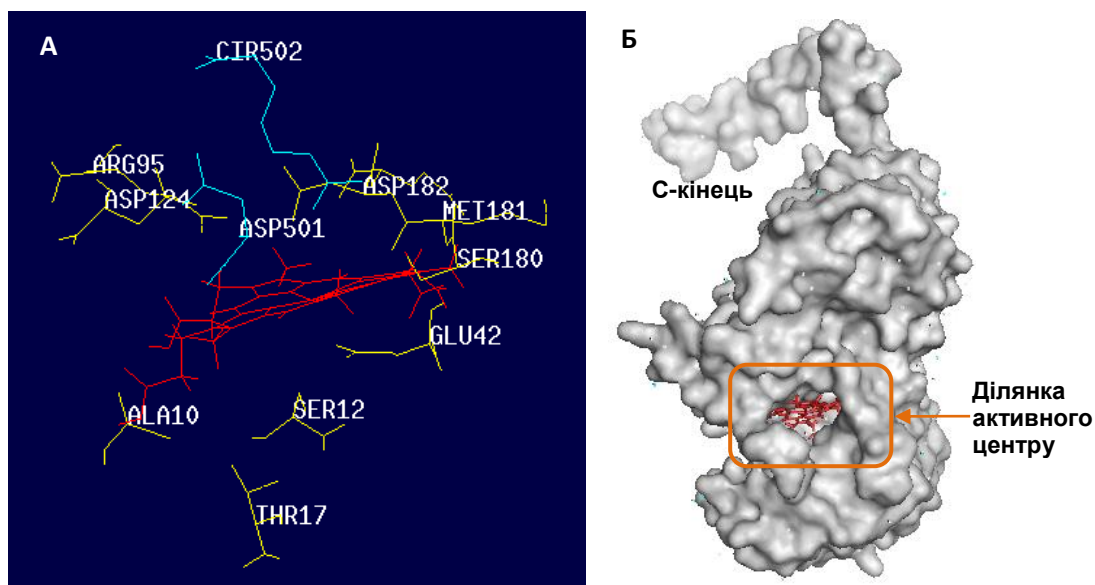 А
CIR502
ARG95
ASP124
ASP182
MET181
ASP501
SER180
GLU42
ALA10
SER12
THR17
Б
С-кінець
Ділянка
активного
центру